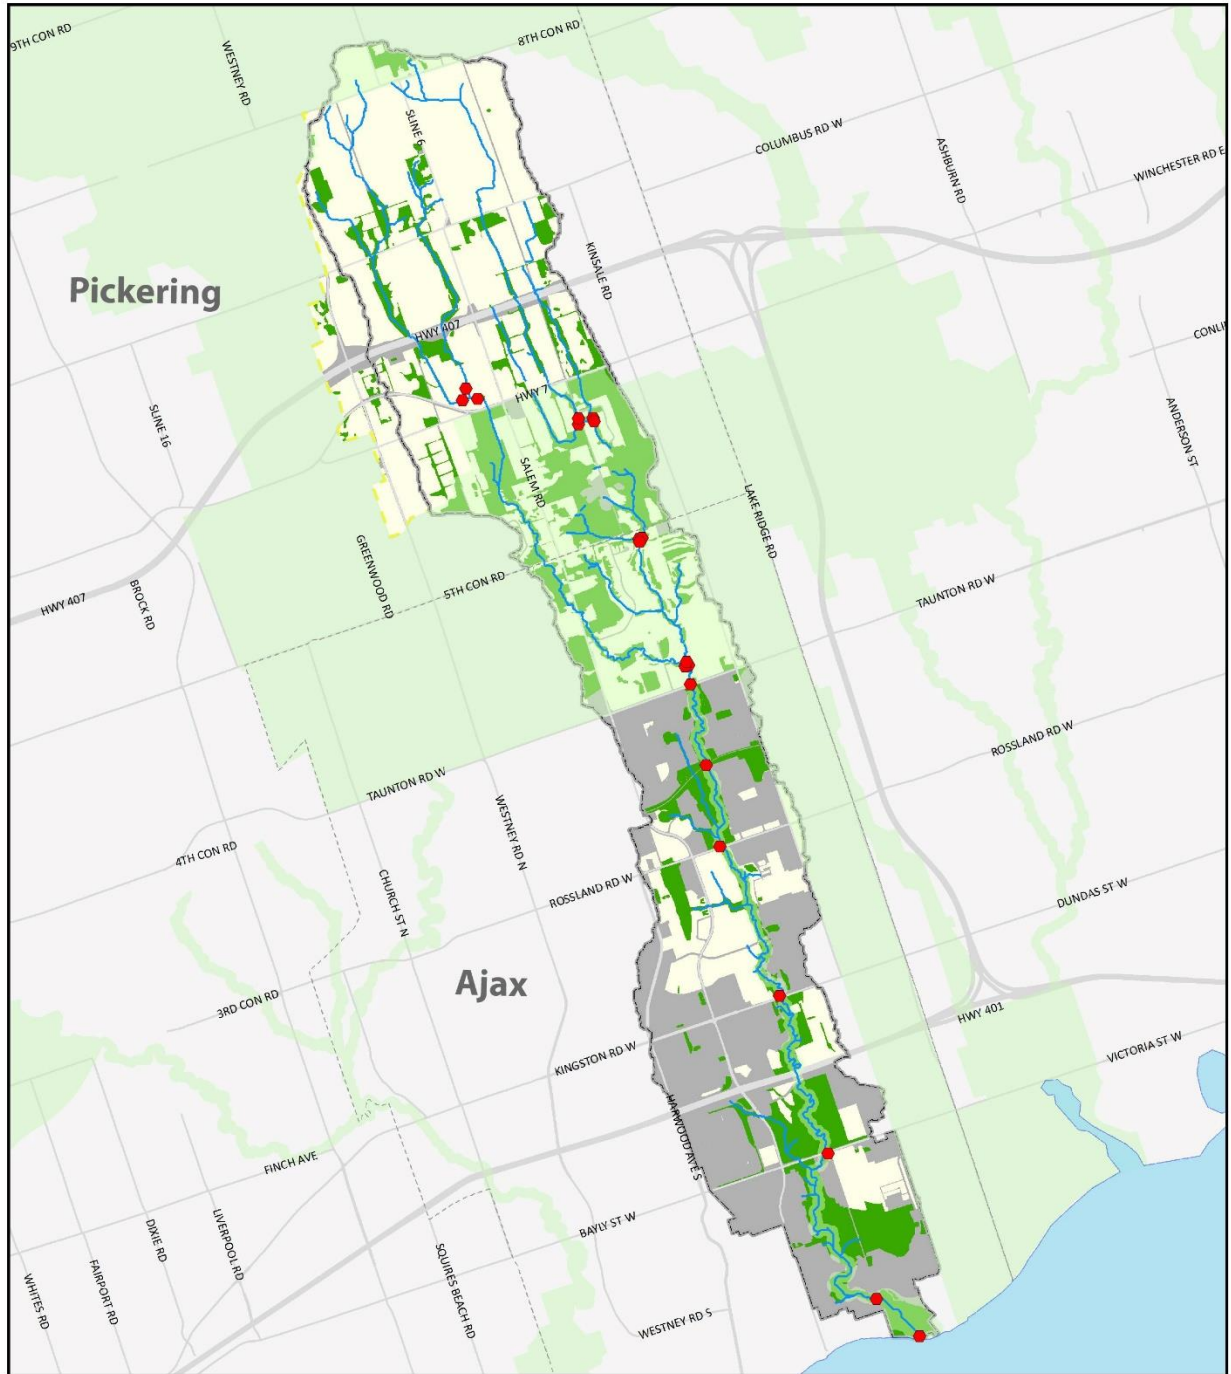 9TH CON RD
WESTNEY RD
8TH CON RD
SLINE 6
COLUMBUS RD W
ASHBURN RD
WINCHESTER RD E
Pickering
KINSALE RD
HWY 407
CONLI
HWY 7
SLINE 16
ANDERSON ST
SALEM RD
LAKE RIDGE RD
GREENWOOD RD
5TH CON RD
HWY 407
BROCK RD
TAUNTON RD W
TAUNTON RD W
ROSSLAND RD W
WESTNEY RD N
4TH CON RD
CHURCH ST N
ROSSLAND RD W
DUNDAS ST W
Ajax
3RD CON RD
HWY 401
KINGSTON RD W
VICTORIA ST W
HARWOOD AVE S
FINCH AVE
BAYLY ST W
DIXIE RD
LIVERPOOL RD
SQUIRES BEACH RD
FAIRPORT RD
WHITES RD
WESTNEY RD S